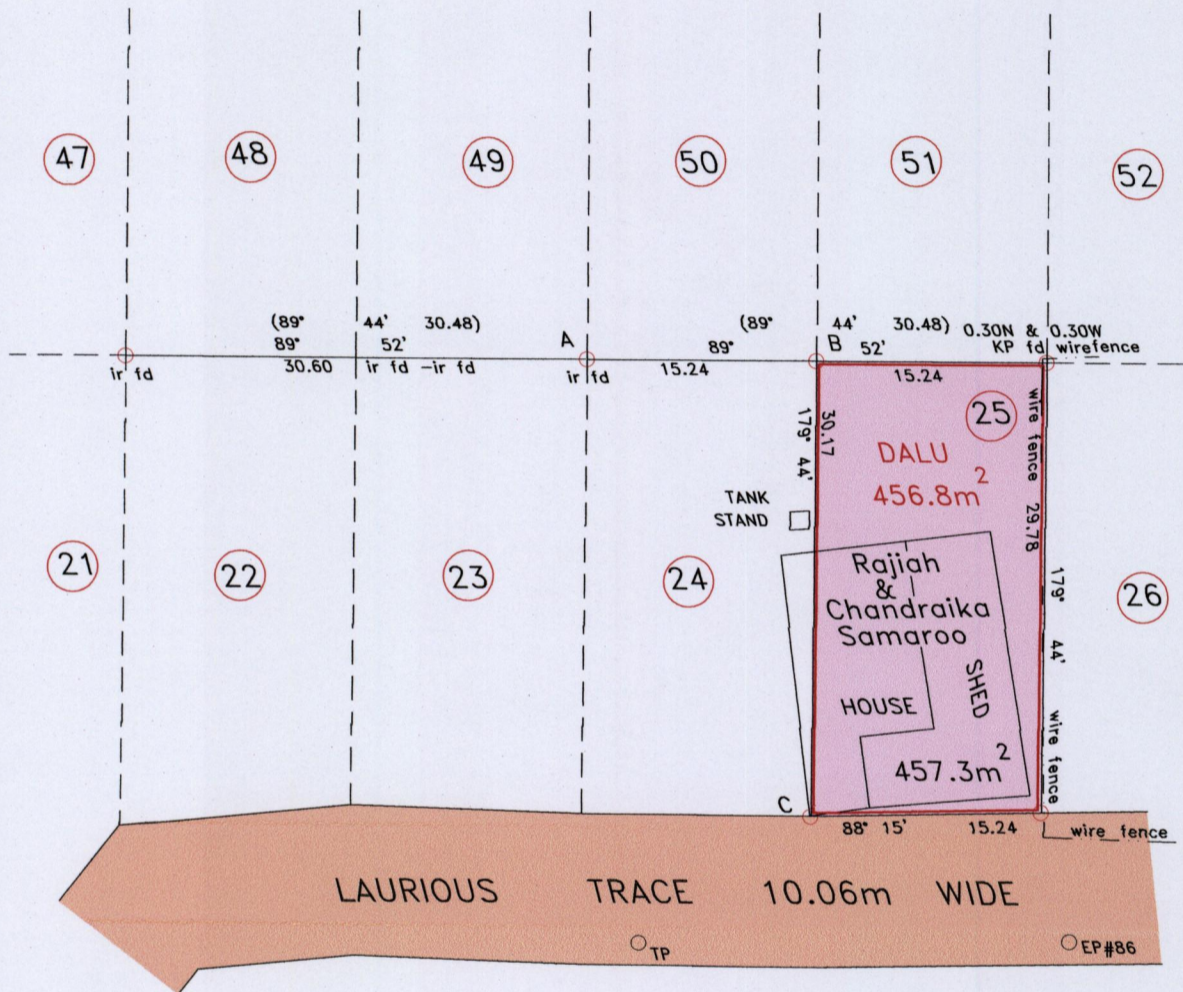 47
48
49
50
51
52
(89° 44' 30.48)
89° 52'
30.60
ir fd
ir fd -ir fd
A
ir fd
(89° 44' 30.48)
89° 52'
15.24
B
0.30N & 0.30W
KP fd
wirefence
15.24
25
DALU
456.8m²
30.17
179° 44'
wire fence
29.78
179° 44'
wire fence
TANK
STAND
21
22
23
24
26
Rajiah
&
Chandraika
Samaroo
SHED
HOUSE
457.3m²
C
88° 15' 15.24
wire fence
LAURIOUS TRACE 10.06m WIDE
TP
EP#86